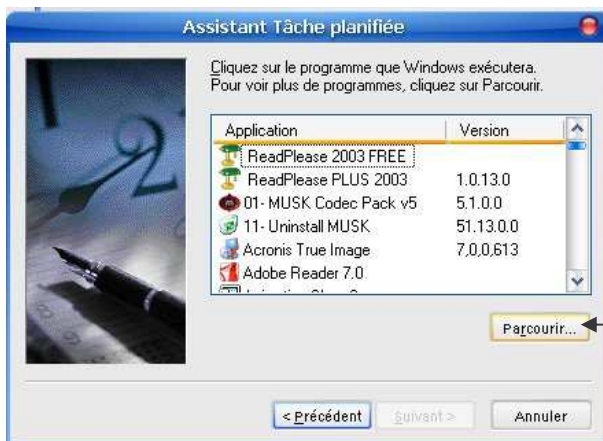 Assistant Tâche planifiée
Cliquez sur le programme que Windows exécutera.
Pour voir plus de programmes, cliquez sur Parcourir.
Application Version
ReadPlease 2003 FREE
ReadPlease PLUS 2003 1.0.13.0
01- MUSK Codec Pack v5 5.1.0.0
11- Uninstall MUSK 51.13.0.0
Acronis True Image 7,0,0,613
Adobe Reader 7.0
Parcourir...
< Précédent Suivant > Annuler